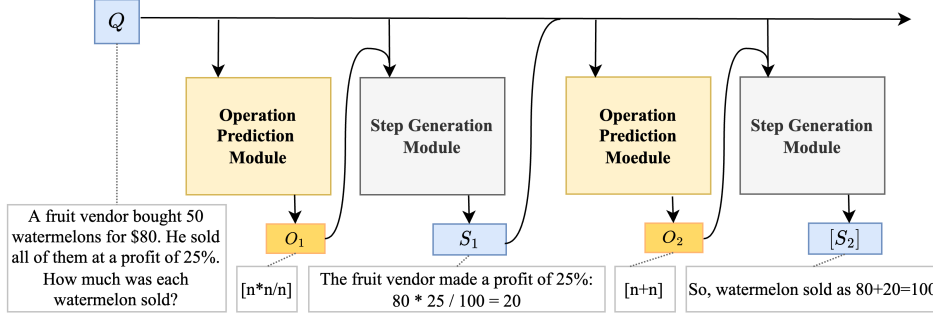 Q
Operation
Prediction
Module
Step Generation
Module
Operation
Prediction
Moedule
Step Generation
Module
O₁
S₁
O₂
[S₂]
A fruit vendor bought 50
watermelons for $80. He sold
all of them at a profit of 25%.
How much was each
watermelon sold?
[n*n/n]
The fruit vendor made a profit of 25%:
80 * 25 / 100 = 20
[n+n]
So, watermelon sold as 80+20=100